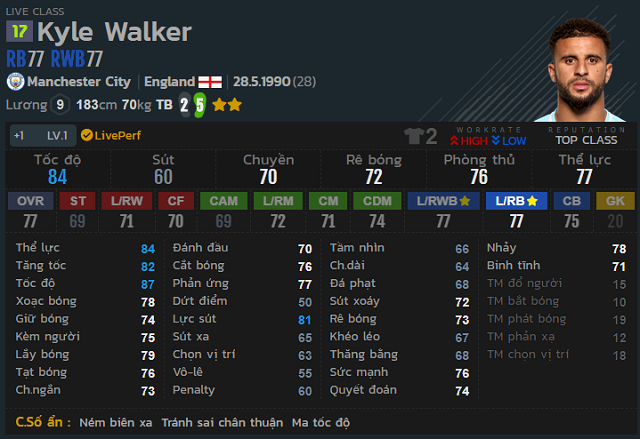 LIVE CLASS
17 Kyle Walker
RB77 RWB77
Manchester City England 28.5.1990 (28)
Lương 9 183cm 70kg TB 2 5
+1 LV.1 LivePerf 2 WORKRATE HIGH LOW REPUTATION TOP CLASS
Tốc độ Sút Chuyền Rê bóng Phòng thủ Thể lực
84 60 70 72 76 77
OVR ST L/RW CF CAM L/RM CM CDM L/RWB L/RB CB GK
77 69 71 70 69 72 71 74 77 77 75 20
Thể lực 84 Đánh đầu 70 Tầm nhìn 66 Nhảy 78
Tăng tốc 82 Cắt bóng 76 Ch.dài 64 Bình tĩnh 71
Tốc độ 87 Phản ứng 77 Đá phạt 68 TM đổ người 15
Xoạc bóng 78 Dứt điểm 50 Sút xoáy 72 TM bắt bóng 10
Giữ bóng 74 Lực sút 81 Rê bóng 73 TM phát bóng 19
Kèm người 75 Sút xa 65 Khéo léo 67 TM phản xạ 12
Lấy bóng 79 Chọn vị trí 63 Thăng bằng 68 TM chọn vị trí 18
Tạt bóng 76 Vô-lê 55 Sức mạnh 76
Ch.ngắn 73 Penalty 60 Quyết đoán 74
C.Số ẩn : Ném biên xa Tránh sai chân thuận Ma tốc độ